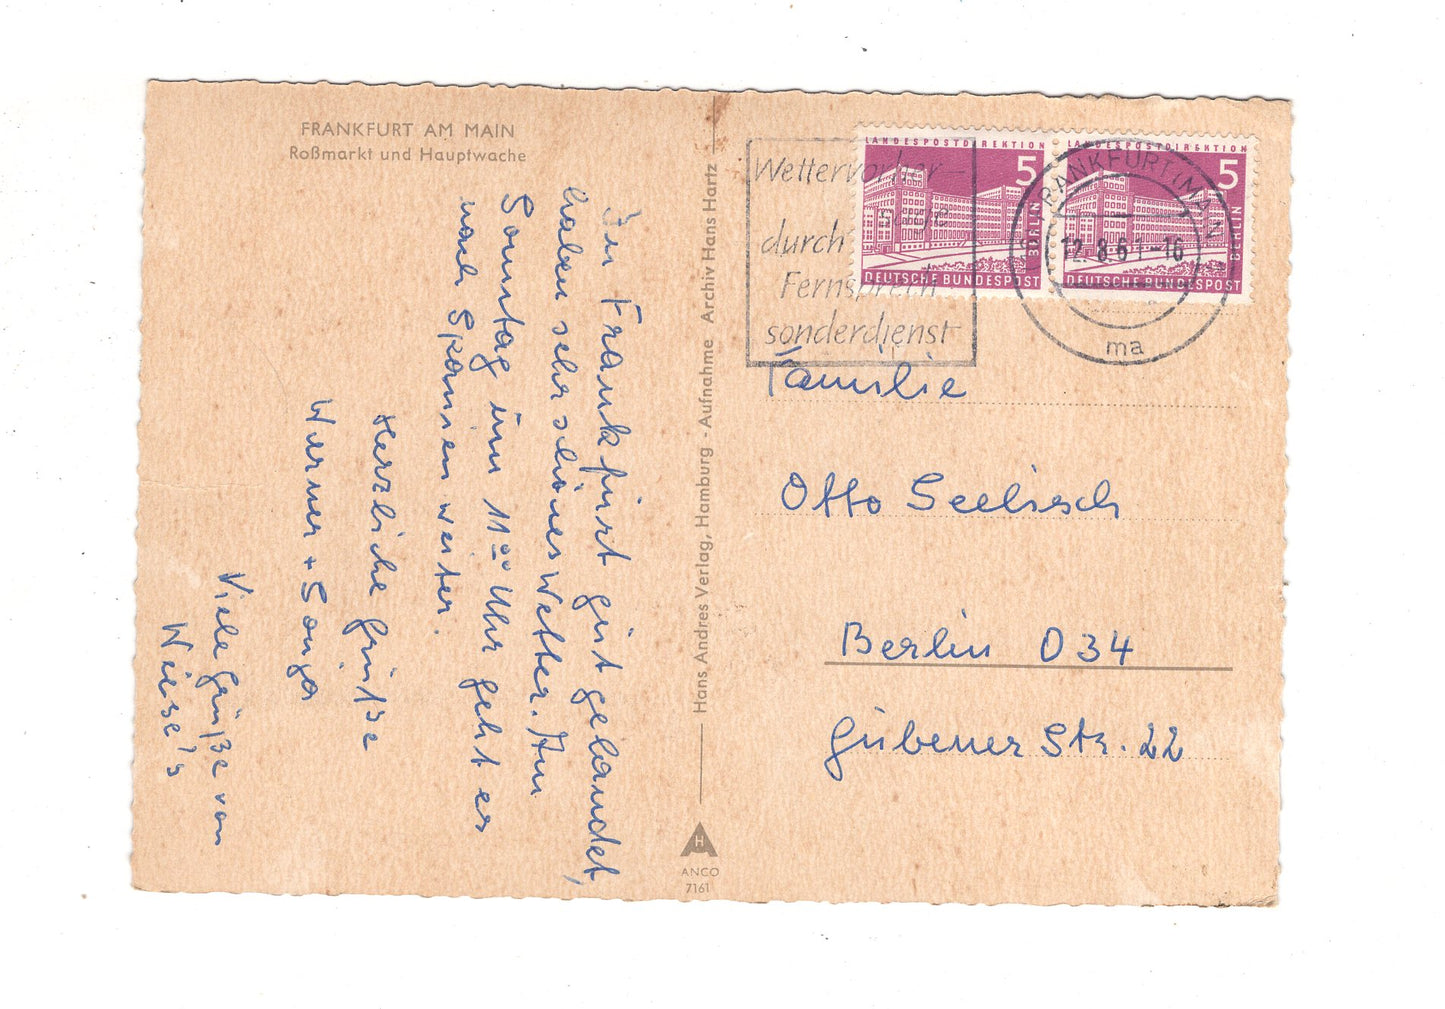 FRANKFURT AM MAIN
Roßmarkt und Hauptwache
In Frankfurt gut gelandet,
haben sehr schönes Wetter. Am
Sonntag um 11⁰⁰ Uhr geht es
nach Spanien weiter.
Herzliche Grüße
Werner + Sonja
Viele Grüße von
Wiese's
Hans Andres Verlag, Hamburg - Aufnahme Archiv Hans Hartz
H
ANCO
7161
Wettervorher-
sage
durch
Fernsprech
sonderdienst
LANDESPOSTDIREKTION
5
BERLIN
DEUTSCHE BUNDESPOST
LANDESPOSTDIREKTION
5
BERLIN
DEUTSCHE BUNDESPOST
FRANKFURT (MAIN)
12.8.61-16
ma
Familie
Otto Seelisch
Berlin O 34
Gubener Str. 22